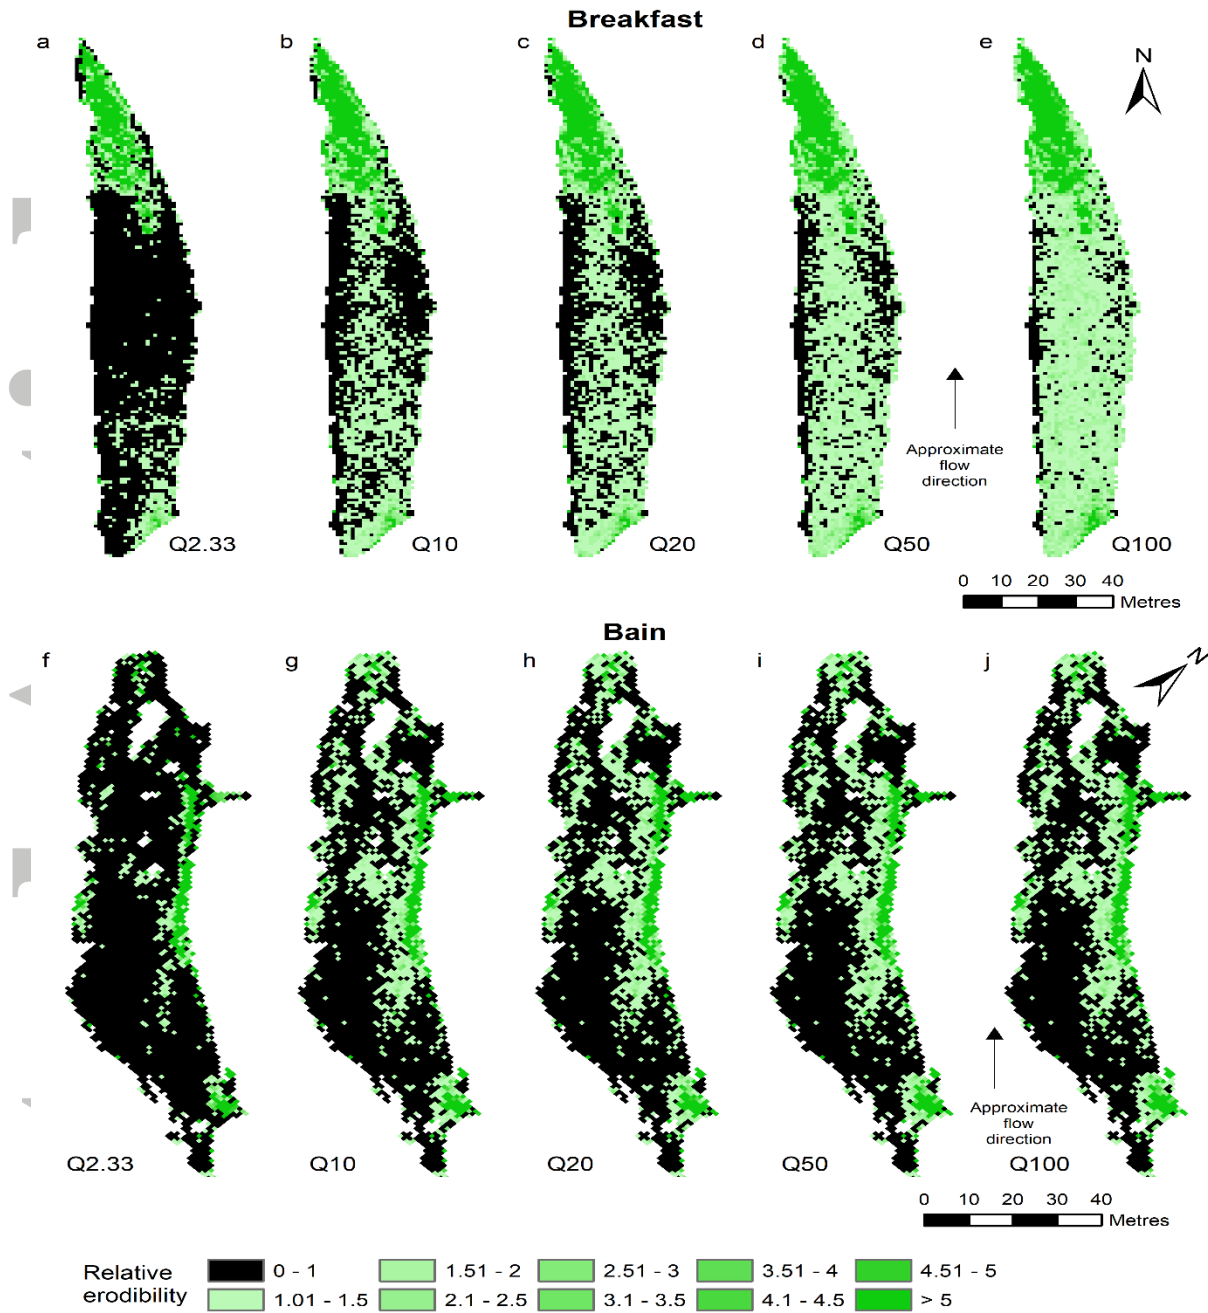 Breakfast
a b c d e
N
Approximate
flow
direction
Q2.33 Q10 Q20 Q50 Q100
0 10 20 30 40
Metres
Bain
f g h i j
N
Approximate
flow
direction
Q2.33 Q10 Q20 Q50 Q100
0 10 20 30 40
Metres
Relative
erodibility
0 - 1 1.51 - 2 2.51 - 3 3.51 - 4 4.51 - 5
1.01 - 1.5 2.1 - 2.5 3.1 - 3.5 4.1 - 4.5 > 5